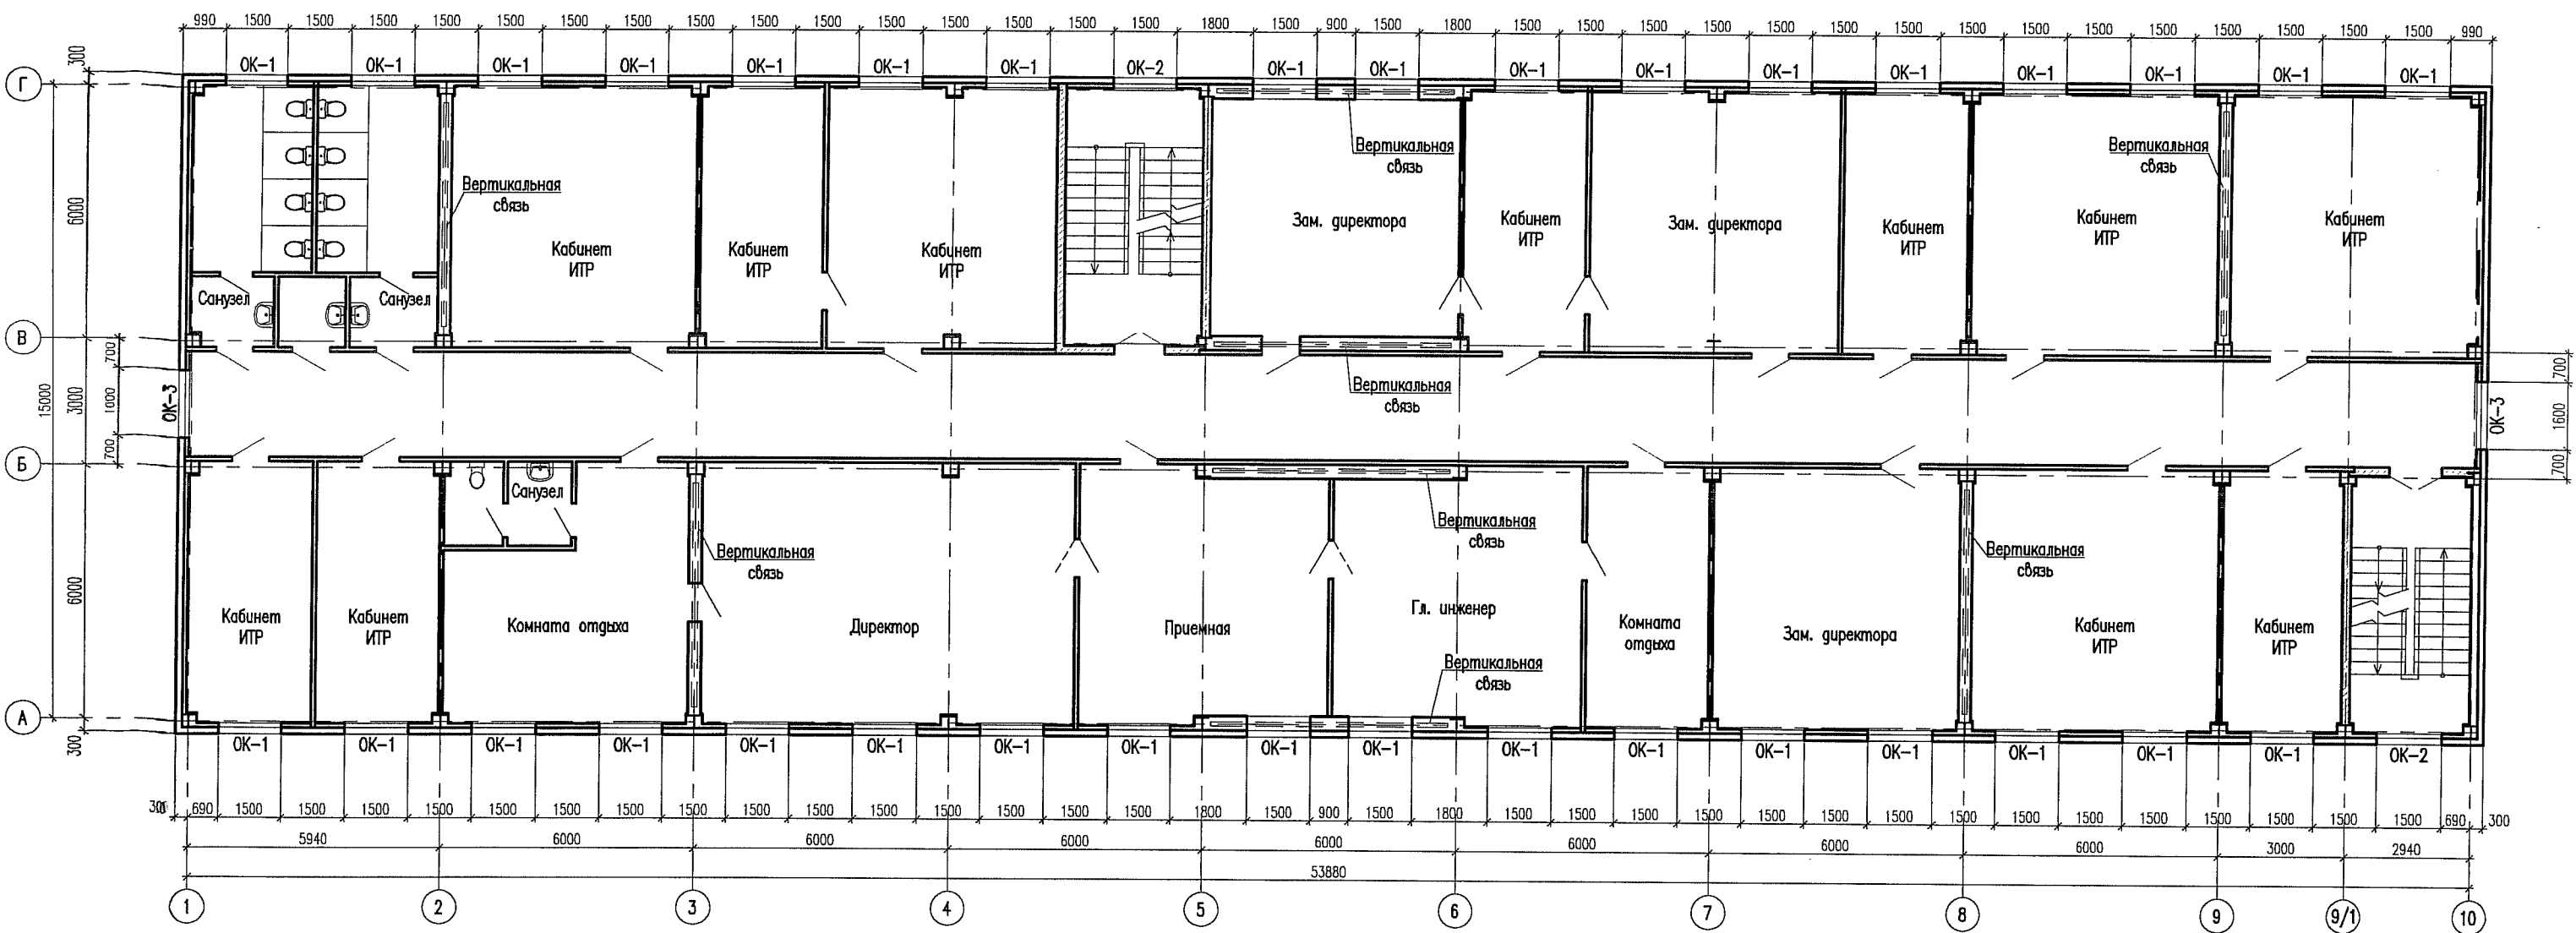 990 1500 1500 1500 1500 1500 1500 1500 1500 1500 1500 1500 1500 1500 1500 1500 1800 1500 900 1500 1800 1500 1500 1500 1500 1500 1500 1500 1500 1500 1500 1500 1500 1500 1500 1500 990
ОК-1 ОК-1 ОК-1 ОК-1 ОК-1 ОК-1 ОК-1 ОК-2 ОК-1 ОК-1 ОК-1 ОК-1 ОК-1 ОК-1 ОК-1 ОК-1 ОК-1 ОК-1
300
Г
6000
Вертикальная
связь
Кабинет
ИТР
Кабинет
ИТР
Кабинет
ИТР
Вертикальная
связь
Зам. директора
Кабинет
ИТР
Зам. директора
Кабинет
ИТР
Вертикальная
связь
Кабинет
ИТР
Кабинет
ИТР
Санузел
Санузел
В
700
15000
3000
1000
700
ОК-3
Вертикальная
связь
700
1600
700
ОК-3
Б
Санузел
6000
Кабинет
ИТР
Кабинет
ИТР
Комната отдыха
Вертикальная
связь
Директор
Приемная
Вертикальная
связь
Гл. инженер
Вертикальная
связь
Комната
отдыха
Зам. директора
Вертикальная
связь
Кабинет
ИТР
Кабинет
ИТР
А
300
ОК-1 ОК-1 ОК-1 ОК-1 ОК-1 ОК-1 ОК-1 ОК-1 ОК-1 ОК-1 ОК-1 ОК-1 ОК-1 ОК-1 ОК-1 ОК-1 ОК-1 ОК-2
690 1500 1500 1500 1500 1500 1500 1500 1500 1500 1500 1500 1500 1500 1500 1500 1800 1500 900 1500 1800 1500 1500 1500 1500 1500 1500 1500 1500 1500 1500 1500 1500 1500 1500 1500 690 300
5940 6000 6000 6000 6000 6000 6000 6000 3000 2940
53880
1 2 3 4 5 6 7 8 9 9/1 10